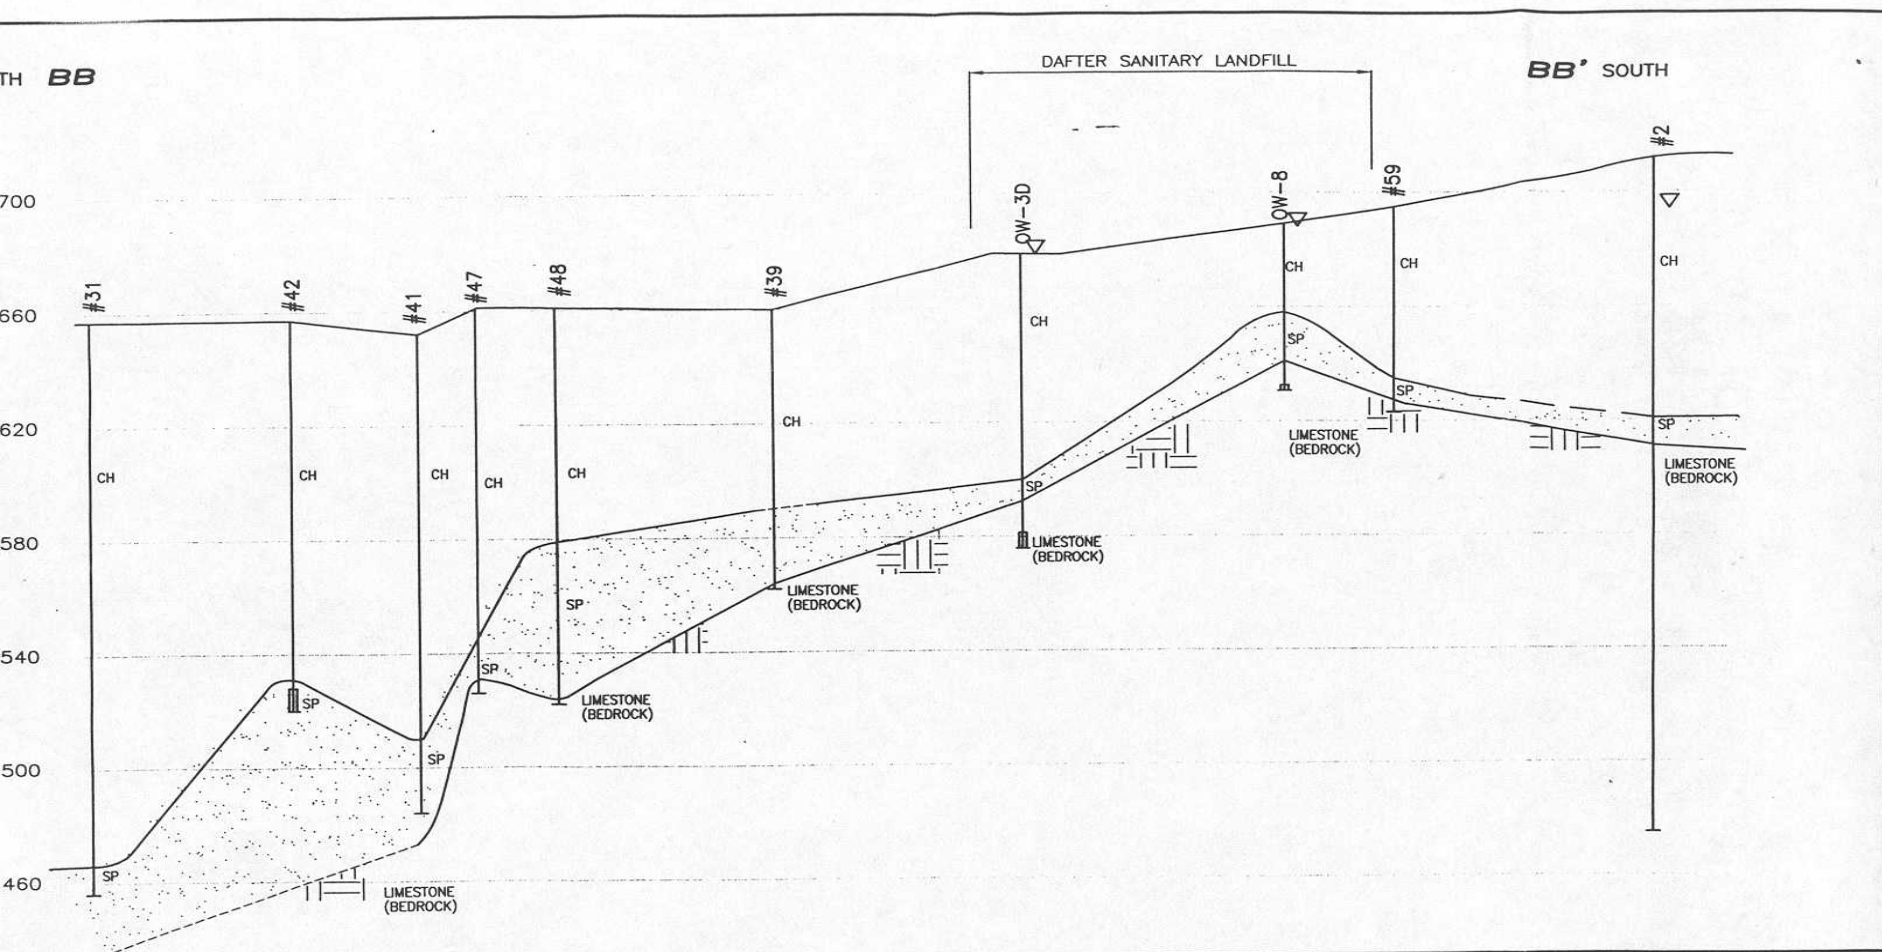 TH BB
DAFTER SANITARY LANDFILL
BB' SOUTH
#2
700
#59
OW-8
OW-3D
660
#31
#42
#41
#47
#48
#39
CH
CH
CH
CH
620
CH
SP
SP
SP
LIMESTONE
(BEDROCK)
LIMESTONE
(BEDROCK)
CH
CH
CH
CH
CH
SP
580
LIMESTONE
(BEDROCK)
SP
LIMESTONE
(BEDROCK)
540
SP
SP
LIMESTONE
(BEDROCK)
500
SP
460
SP
LIMESTONE
(BEDROCK)